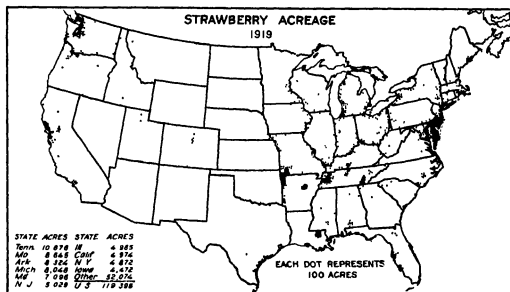 STRAWBERRY ACREAGE
1919
STATE ACRES STATE ACRES
Tenn 10 878 Ill 4 985
Mo 8 645 Calif 4 974
Ark 8 324 N Y 4 872
Mich 8,048 Iowa 4,472
Md 7 096 Other 52,074
N J 5 029 U S 119 398
EACH DOT REPRESENTS
100 ACRES